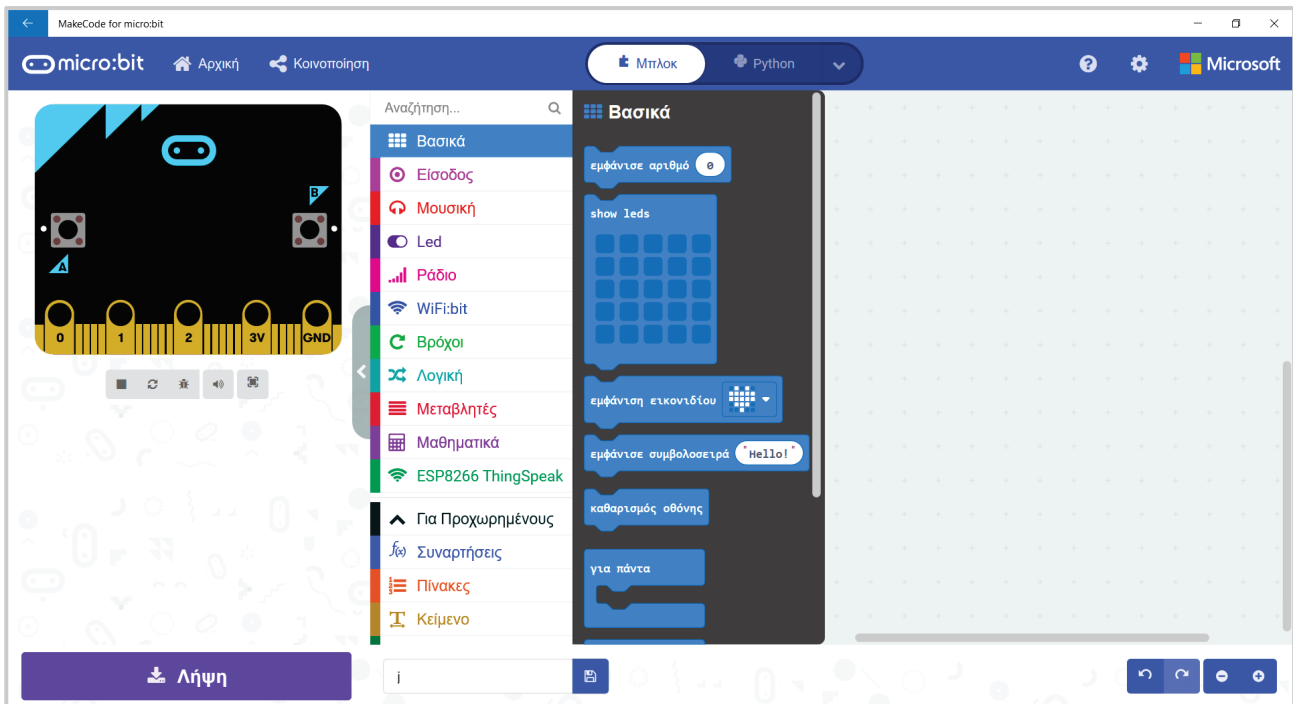 MakeCode for micro:bit
micro:bit
Αρχική
Κοινοποίηση
Μπλοκ
Python
Microsoft
B
A
0
1
2
3V
GND
Αναζήτηση...
Βασικά
Είσοδος
Μουσική
Led
Ράδιο
WiFi:bit
Βρόχοι
Λογική
Μεταβλητές
Μαθηματικά
ESP8266 ThingSpeak
Για Προχωρημένους
f(x) Συναρτήσεις
Πίνακες
Κείμενο
Βασικά
εμφάνισε αριθμό 0
show leds
εμφάνιση εικονιδίου
εμφάνισε συμβολοσειρά "Hello!"
καθαρισμός οθόνης
για πάντα
Λήψη
j